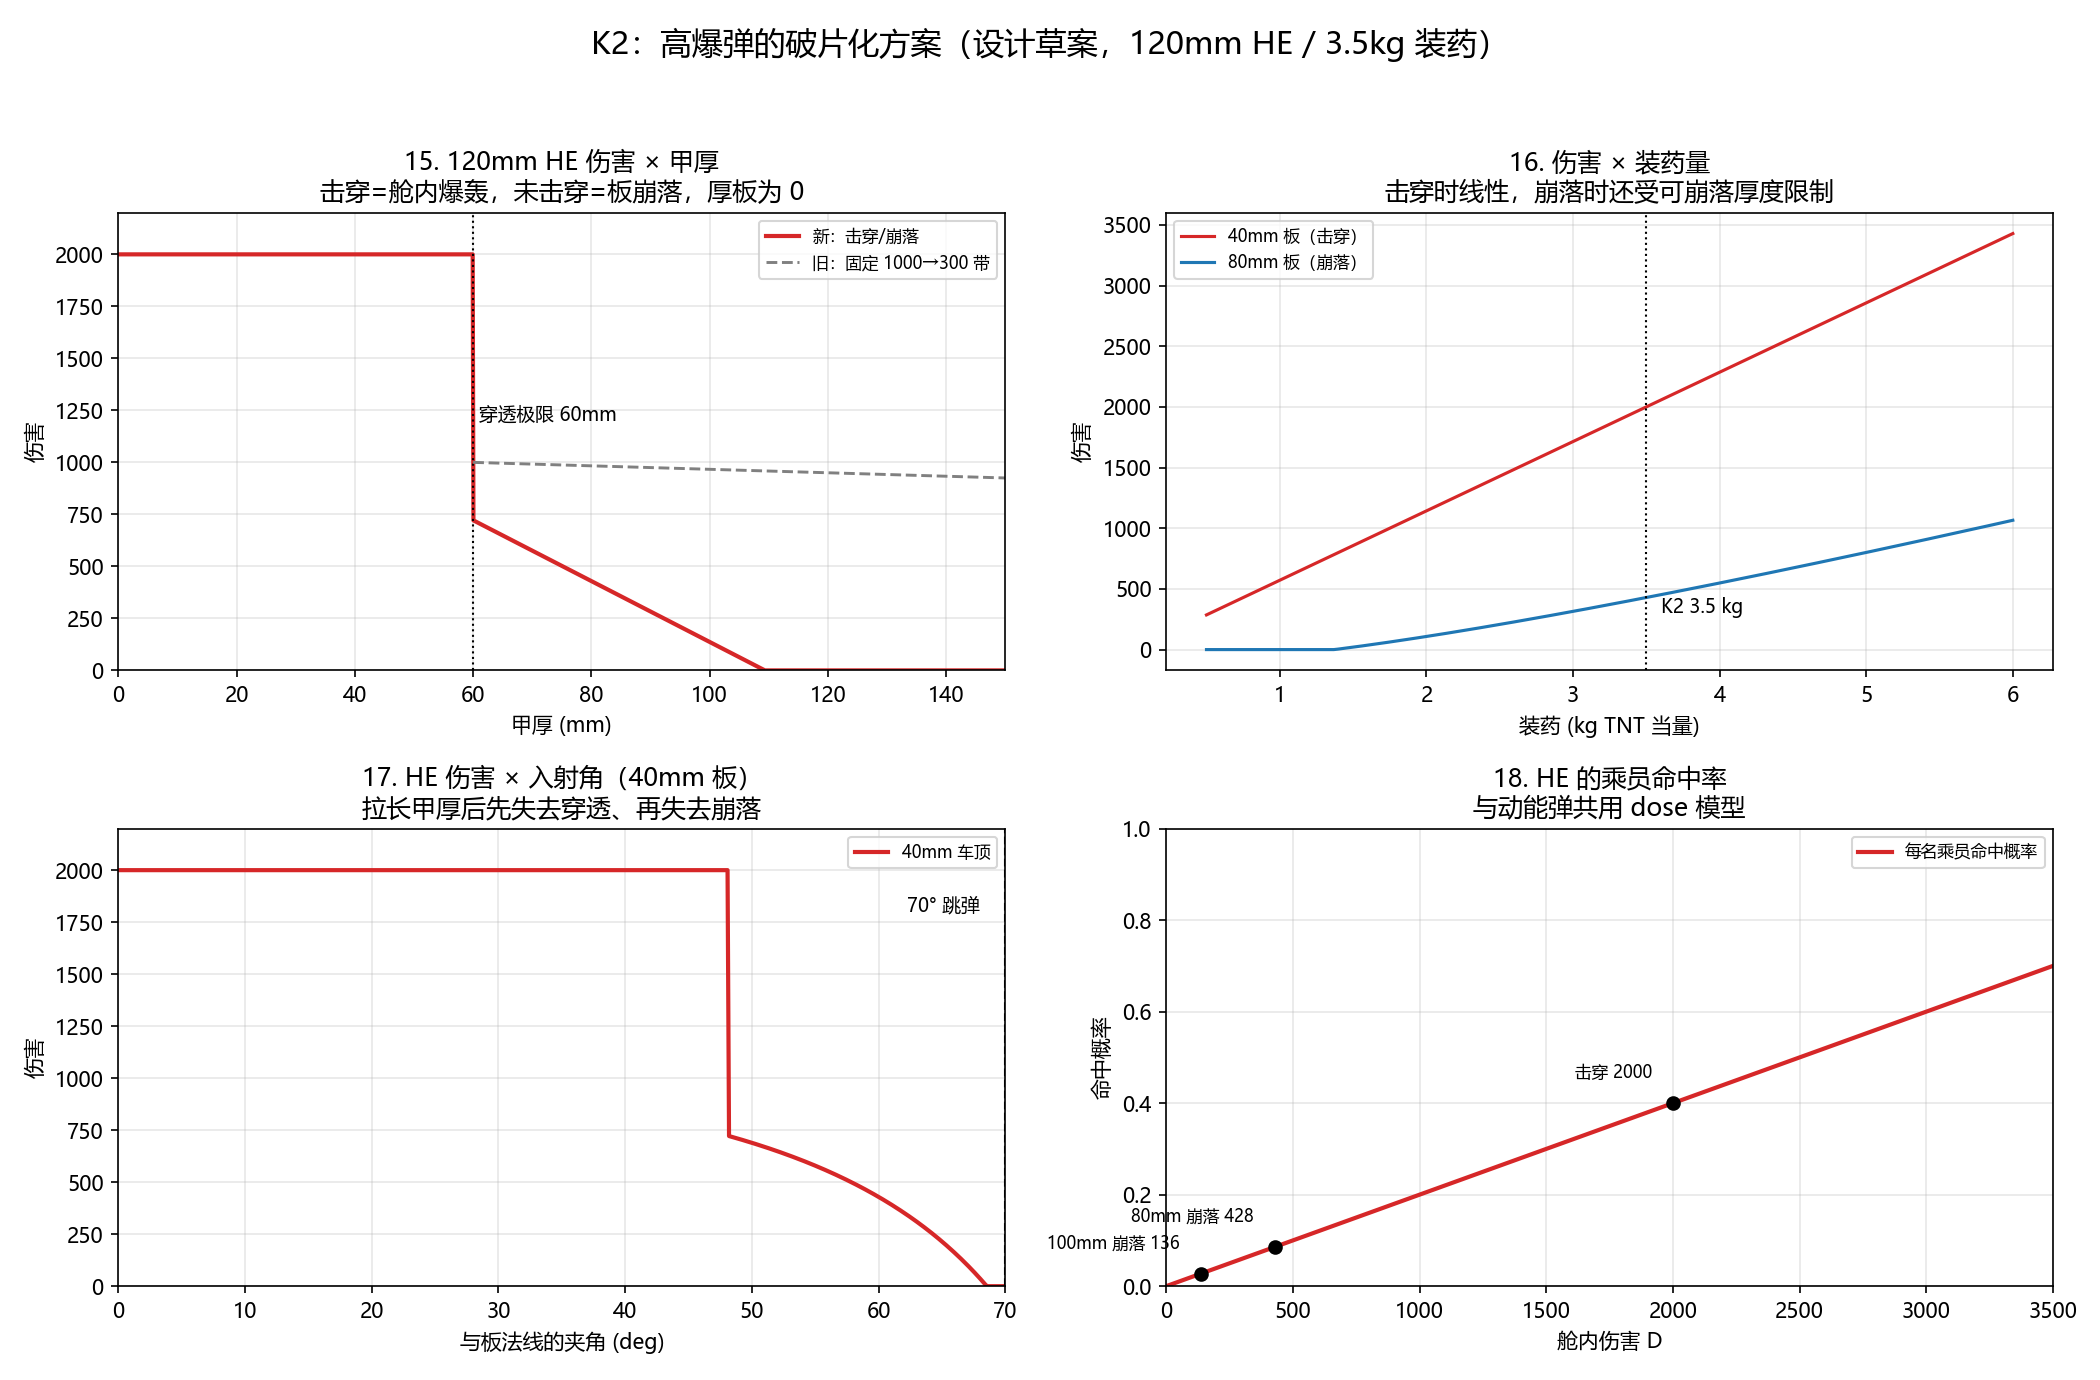 K2：高爆弹的破片化方案（设计草案，120mm HE / 3.5kg 装药）
15. 120mm HE 伤害 × 甲厚
击穿=舱内爆轰，未击穿=板崩落，厚板为 0
新：击穿/崩落
旧：固定 1000→300 带
穿透极限 60mm
伤害
2000
1750
1500
1250
1000
750
500
250
0
0 20 40 60 80 100 120 140
甲厚 (mm)
16. 伤害 × 装药量
击穿时线性，崩落时还受可崩落厚度限制
40mm 板（击穿）
80mm 板（崩落）
K2 3.5 kg
伤害
3500
3000
2500
2000
1500
1000
500
0
1 2 3 4 5 6
装药 (kg TNT 当量)
17. HE 伤害 × 入射角（40mm 板）
拉长甲厚后先失去穿透、再失去崩落
40mm 车顶
70° 跳弹
伤害
2000
1750
1500
1250
1000
750
500
250
0
0 10 20 30 40 50 60 70
与板法线的夹角 (deg)
18. HE 的乘员命中率
与动能弹共用 dose 模型
每名乘员命中概率
击穿 2000
80mm 崩落 428
100mm 崩落 136
命中概率
1.0
0.8
0.6
0.4
0.2
0.0
0 500 1000 1500 2000 2500 3000 3500
舱内伤害 D